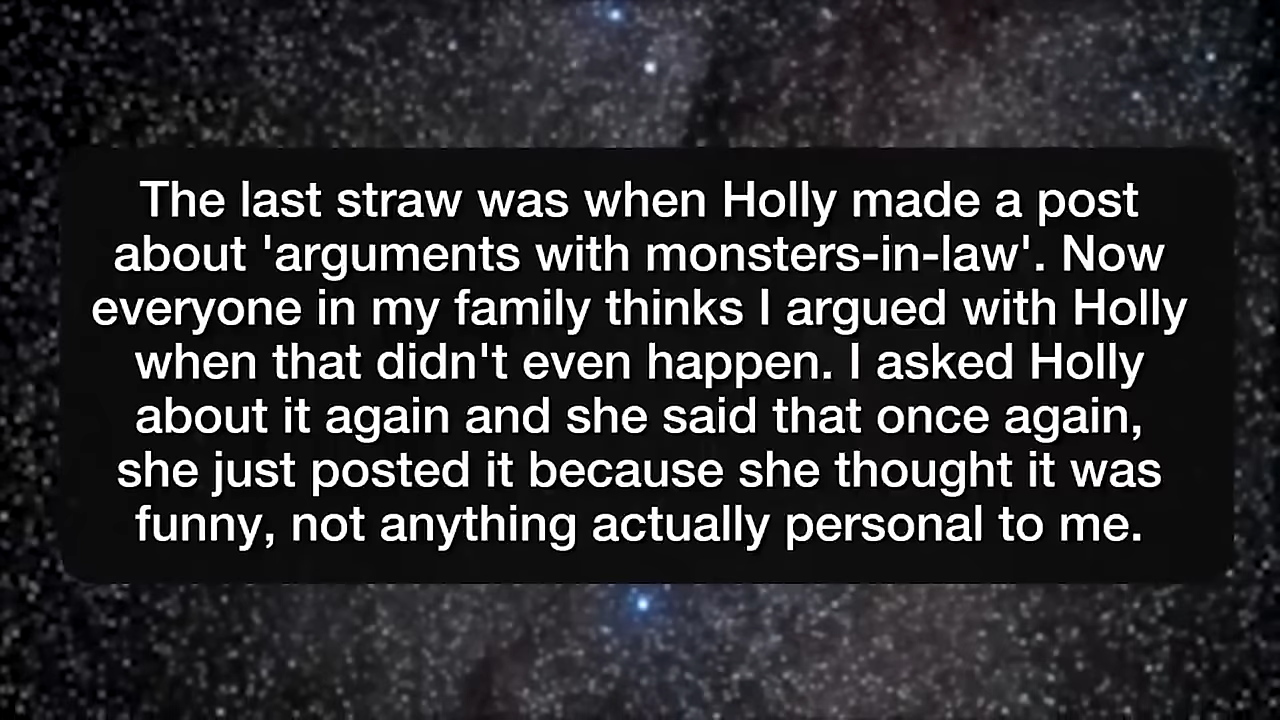 The last straw was when Holly made a post
about 'arguments with monsters-in-law'. Now
everyone in my family thinks I argued with Holly
when that didn't even happen. I asked Holly
about it again and she said that once again,
she just posted it because she thought it was
funny, not anything actually personal to me.